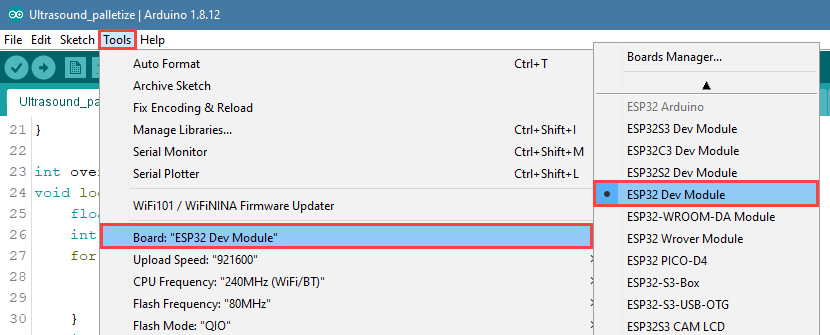 Ultrasound_palletize | Arduino 1.8.12
File Edit Sketch Tools Help
Auto Format Ctrl+T
Archive Sketch
Fix Encoding & Reload
Manage Libraries... Ctrl+Shift+I
Serial Monitor Ctrl+Shift+M
Serial Plotter Ctrl+Shift+L
WiFi101 / WiFiNINA Firmware Updater
Board: "ESP32 Dev Module"
Upload Speed: "921600"
CPU Frequency: "240MHz (WiFi/BT)"
Flash Frequency: "80MHz"
Flash Mode: "QIO"
Boards Manager...
ESP32 Arduino
ESP32S3 Dev Module
ESP32C3 Dev Module
ESP32S2 Dev Module
ESP32 Dev Module
ESP32-WROOM-DA Module
ESP32 Wrover Module
ESP32 PICO-D4
ESP32-S3-Box
ESP32-S3-USB-OTG
ESP32S3 CAM LCD
Ultrasound_pa
21 }
22
23 int over
24 void loo
25 floa
26 int
27 for
28
29
30 }